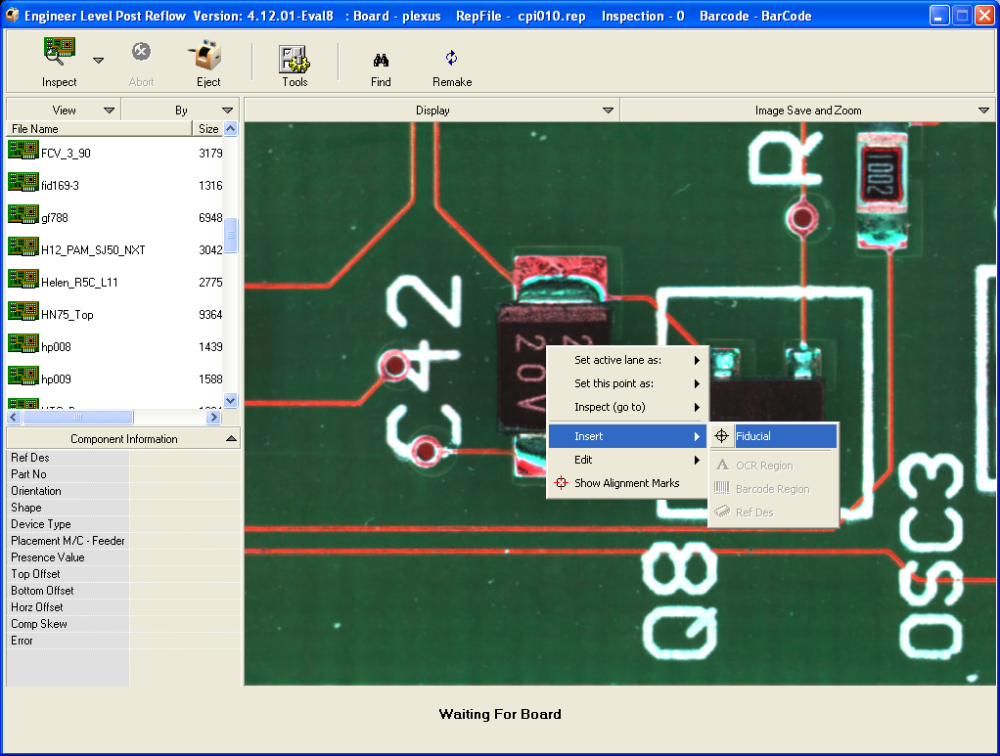 Engineer Level Post Reflow  Version: 4.12.01-Eval8  : Board - plexus  RepFile - cpi010.rep  Inspection - 0  Barcode - BarCode
Inspect Abort Eject Tools Find Remake
View By Display Image Save and Zoom
File Name Size
FCV_3_90 3179
fid169-3 1316
gf788 6948
H12_PAM_SJ50_NXT 3042
Helen_R5C_L11 2775
HN75_Top 9364
hp008 1439
hp009 1588
Component Information
Ref Des
Part No
Orientation
Shape
Device Type
Placement M/C - Feeder
Presence Value
Top Offset
Bottom Offset
Horz Offset
Comp Skew
Error
C42
R
1002
20V
Set active lane as:
Set this point as:
Inspect (go to)
Insert
Edit
Show Alignment Marks
Fiducial
OCR Region
Barcode Region
Ref Des
Q8
OSC3
Waiting For Board